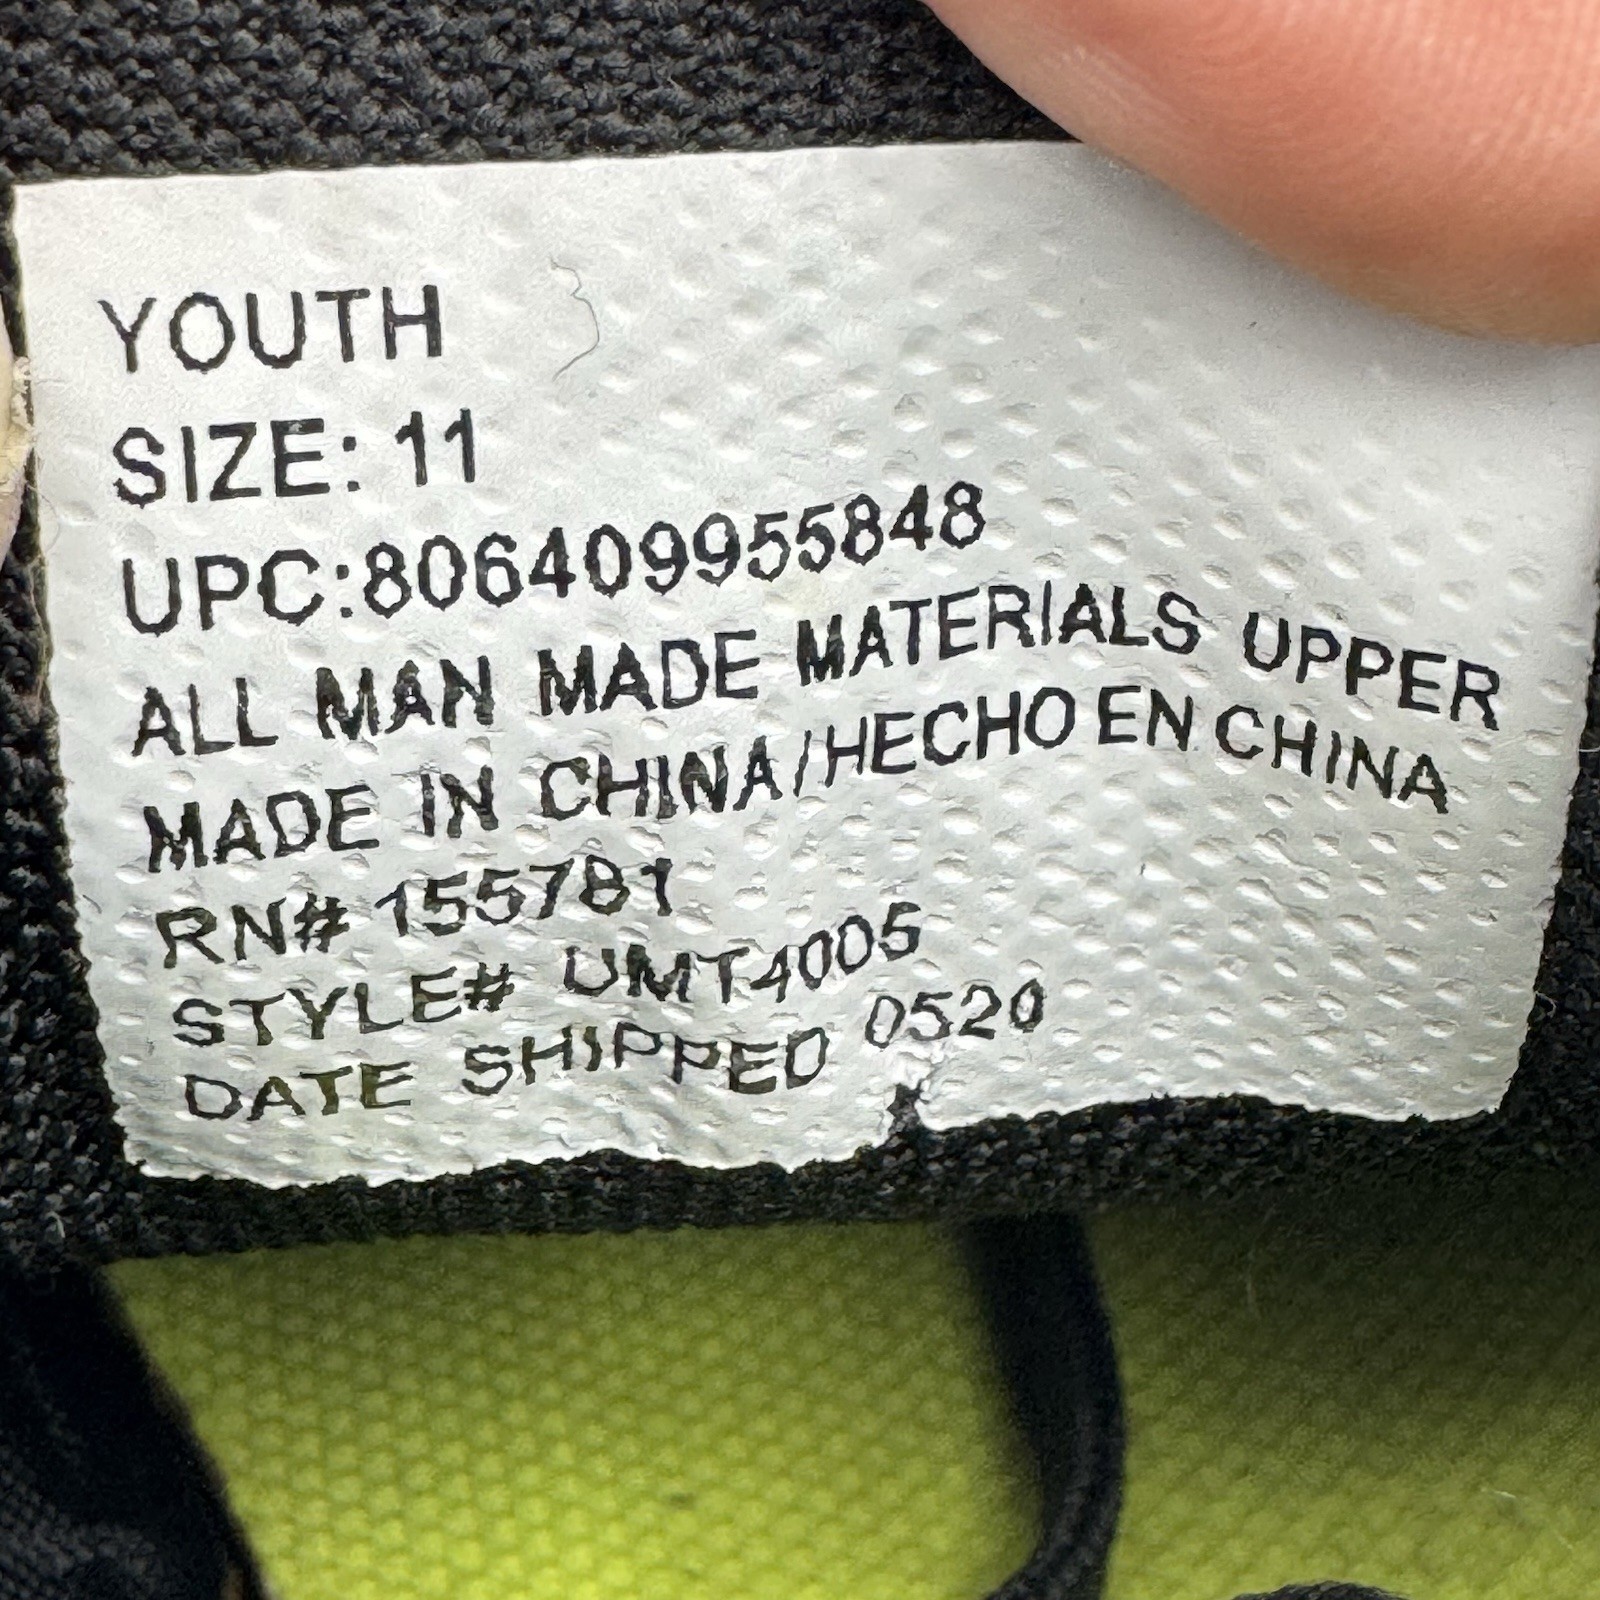 YOUTH
SIZE: 11
UPC:806409955848
ALL MAN MADE MATERIALS UPPER
MADE IN CHINA/HECHO EN CHINA
RN# 155781
STYLE# UMT4005
DATE SHIPPED 0520